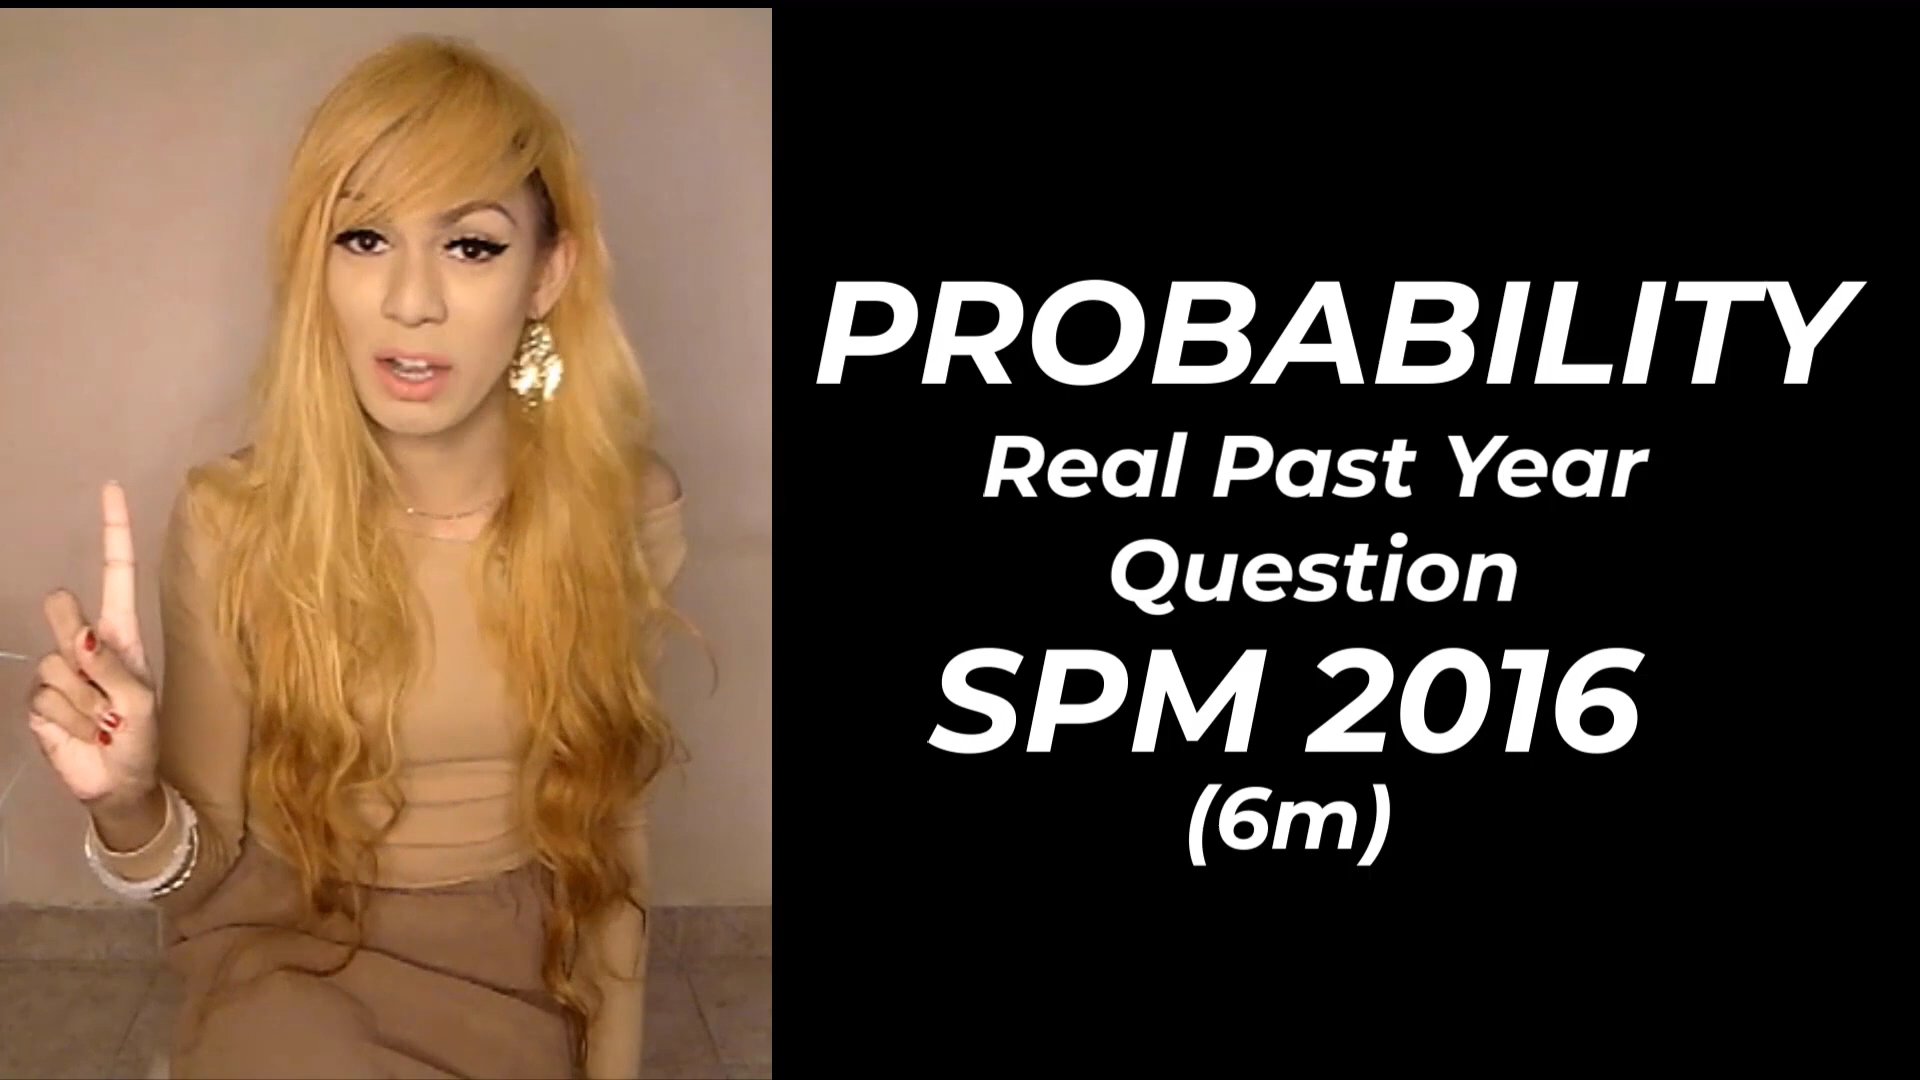 PROBABILITY
Real Past Year
Question
SPM 2016
(6m)